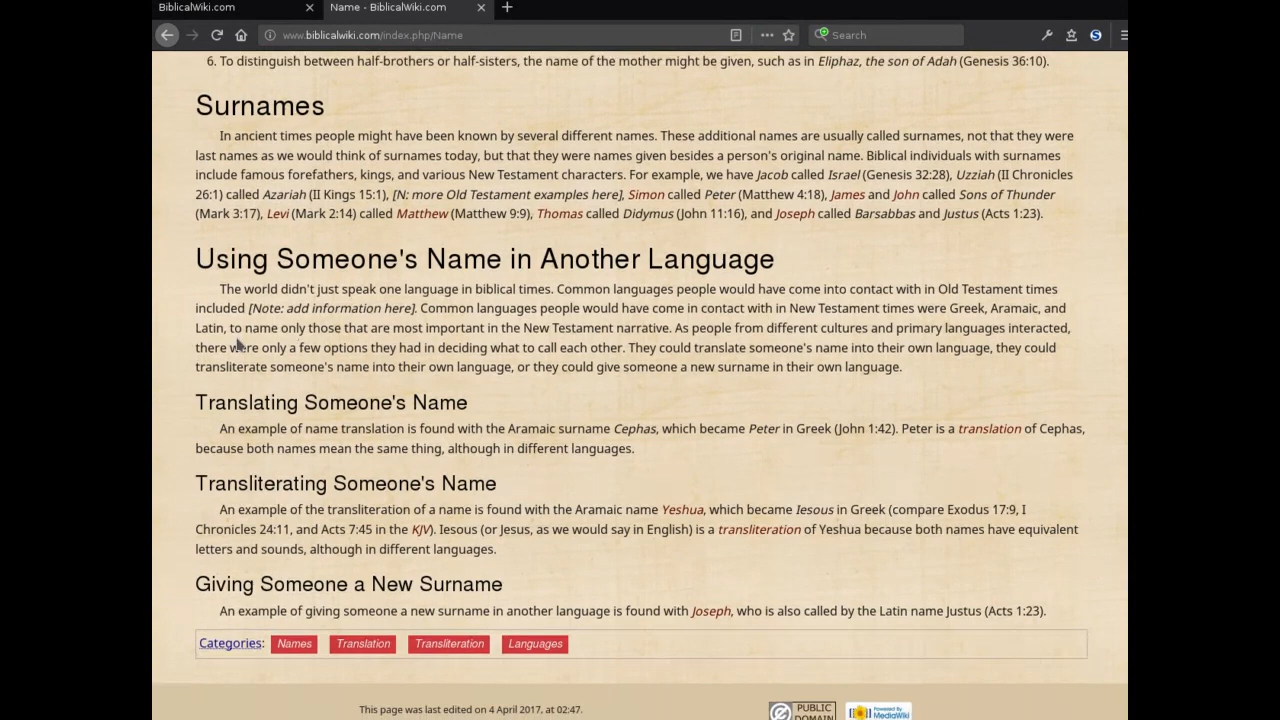 BiblicalWiki.com
Name - BiblicalWiki.com
www.biblicalwiki.com/index.php/Name
Search
6. To distinguish between half-brothers or half-sisters, the name of the mother might be given, such as in Eliphaz, the son of Adah (Genesis 36:10).
Surnames
In ancient times people might have been known by several different names. These additional names are usually called surnames, not that they were
last names as we would think of surnames today, but that they were names given besides a person's original name. Biblical individuals with surnames
include famous forefathers, kings, and various New Testament characters. For example, we have Jacob called Israel (Genesis 32:28), Uzziah (II Chronicles
26:1) called Azariah (II Kings 15:1), [N: more Old Testament examples here], Simon called Peter (Matthew 4:18), James and John called Sons of Thunder
(Mark 3:17), Levi (Mark 2:14) called Matthew (Matthew 9:9), Thomas called Didymus (John 11:16), and Joseph called Barsabbas and Justus (Acts 1:23).
Using Someone's Name in Another Language
The world didn't just speak one language in biblical times. Common languages people would have come into contact with in Old Testament times
included [Note: add information here]. Common languages people would have come in contact with in New Testament times were Greek, Aramaic, and
Latin, to name only those that are most important in the New Testament narrative. As people from different cultures and primary languages interacted,
there were only a few options they had in deciding what to call each other. They could translate someone's name into their own language, they could
transliterate someone's name into their own language, or they could give someone a new surname in their own language.
Translating Someone's Name
An example of name translation is found with the Aramaic surname Cephas, which became Peter in Greek (John 1:42). Peter is a translation of Cephas,
because both names mean the same thing, although in different languages.
Transliterating Someone's Name
An example of the transliteration of a name is found with the Aramaic name Yeshua, which became Iesous in Greek (compare Exodus 17:9, I
Chronicles 24:11, and Acts 7:45 in the KJV). Iesous (or Jesus, as we would say in English) is a transliteration of Yeshua because both names have equivalent
letters and sounds, although in different languages.
Giving Someone a New Surname
An example of giving someone a new surname in another language is found with Joseph, who is also called by the Latin name Justus (Acts 1:23).
Categories: Names Translation Transliteration Languages
This page was last edited on 4 April 2017, at 02:47.
PUBLIC
DOMAIN
Powered By
MediaWiki